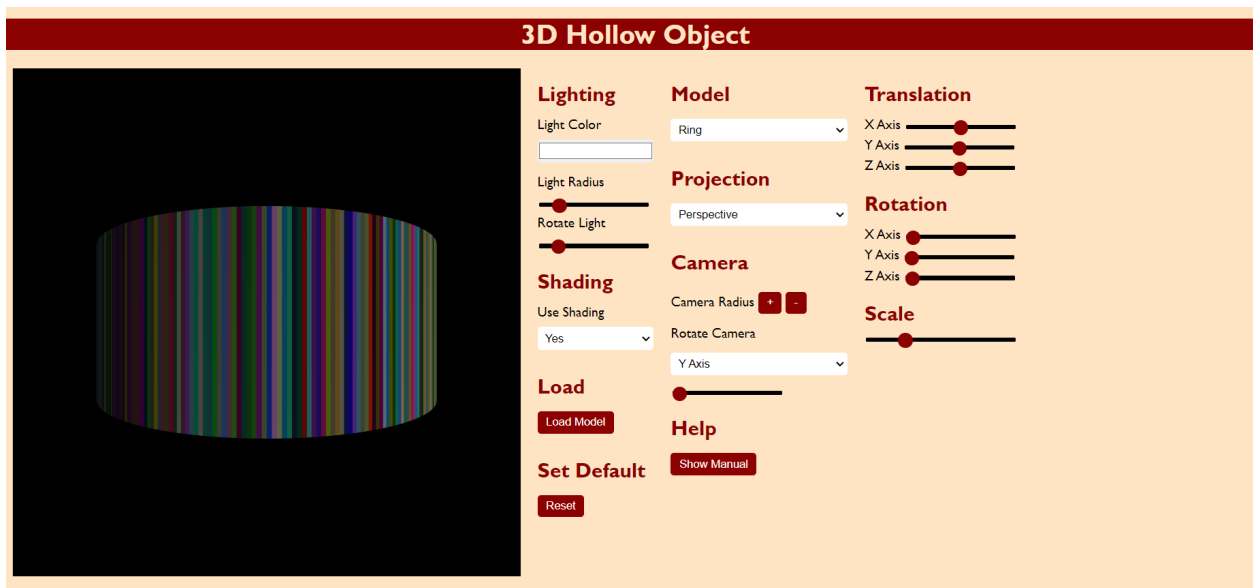 3D Hollow Object
Lighting
Light Color
Light Radius
Rotate Light
Shading
Use Shading
Yes
Load
Load Model
Set Default
Reset
Model
Ring
Projection
Perspective
Camera
Camera Radius + -
Rotate Camera
Y Axis
Help
Show Manual
Translation
X Axis
Y Axis
Z Axis
Rotation
X Axis
Y Axis
Z Axis
Scale